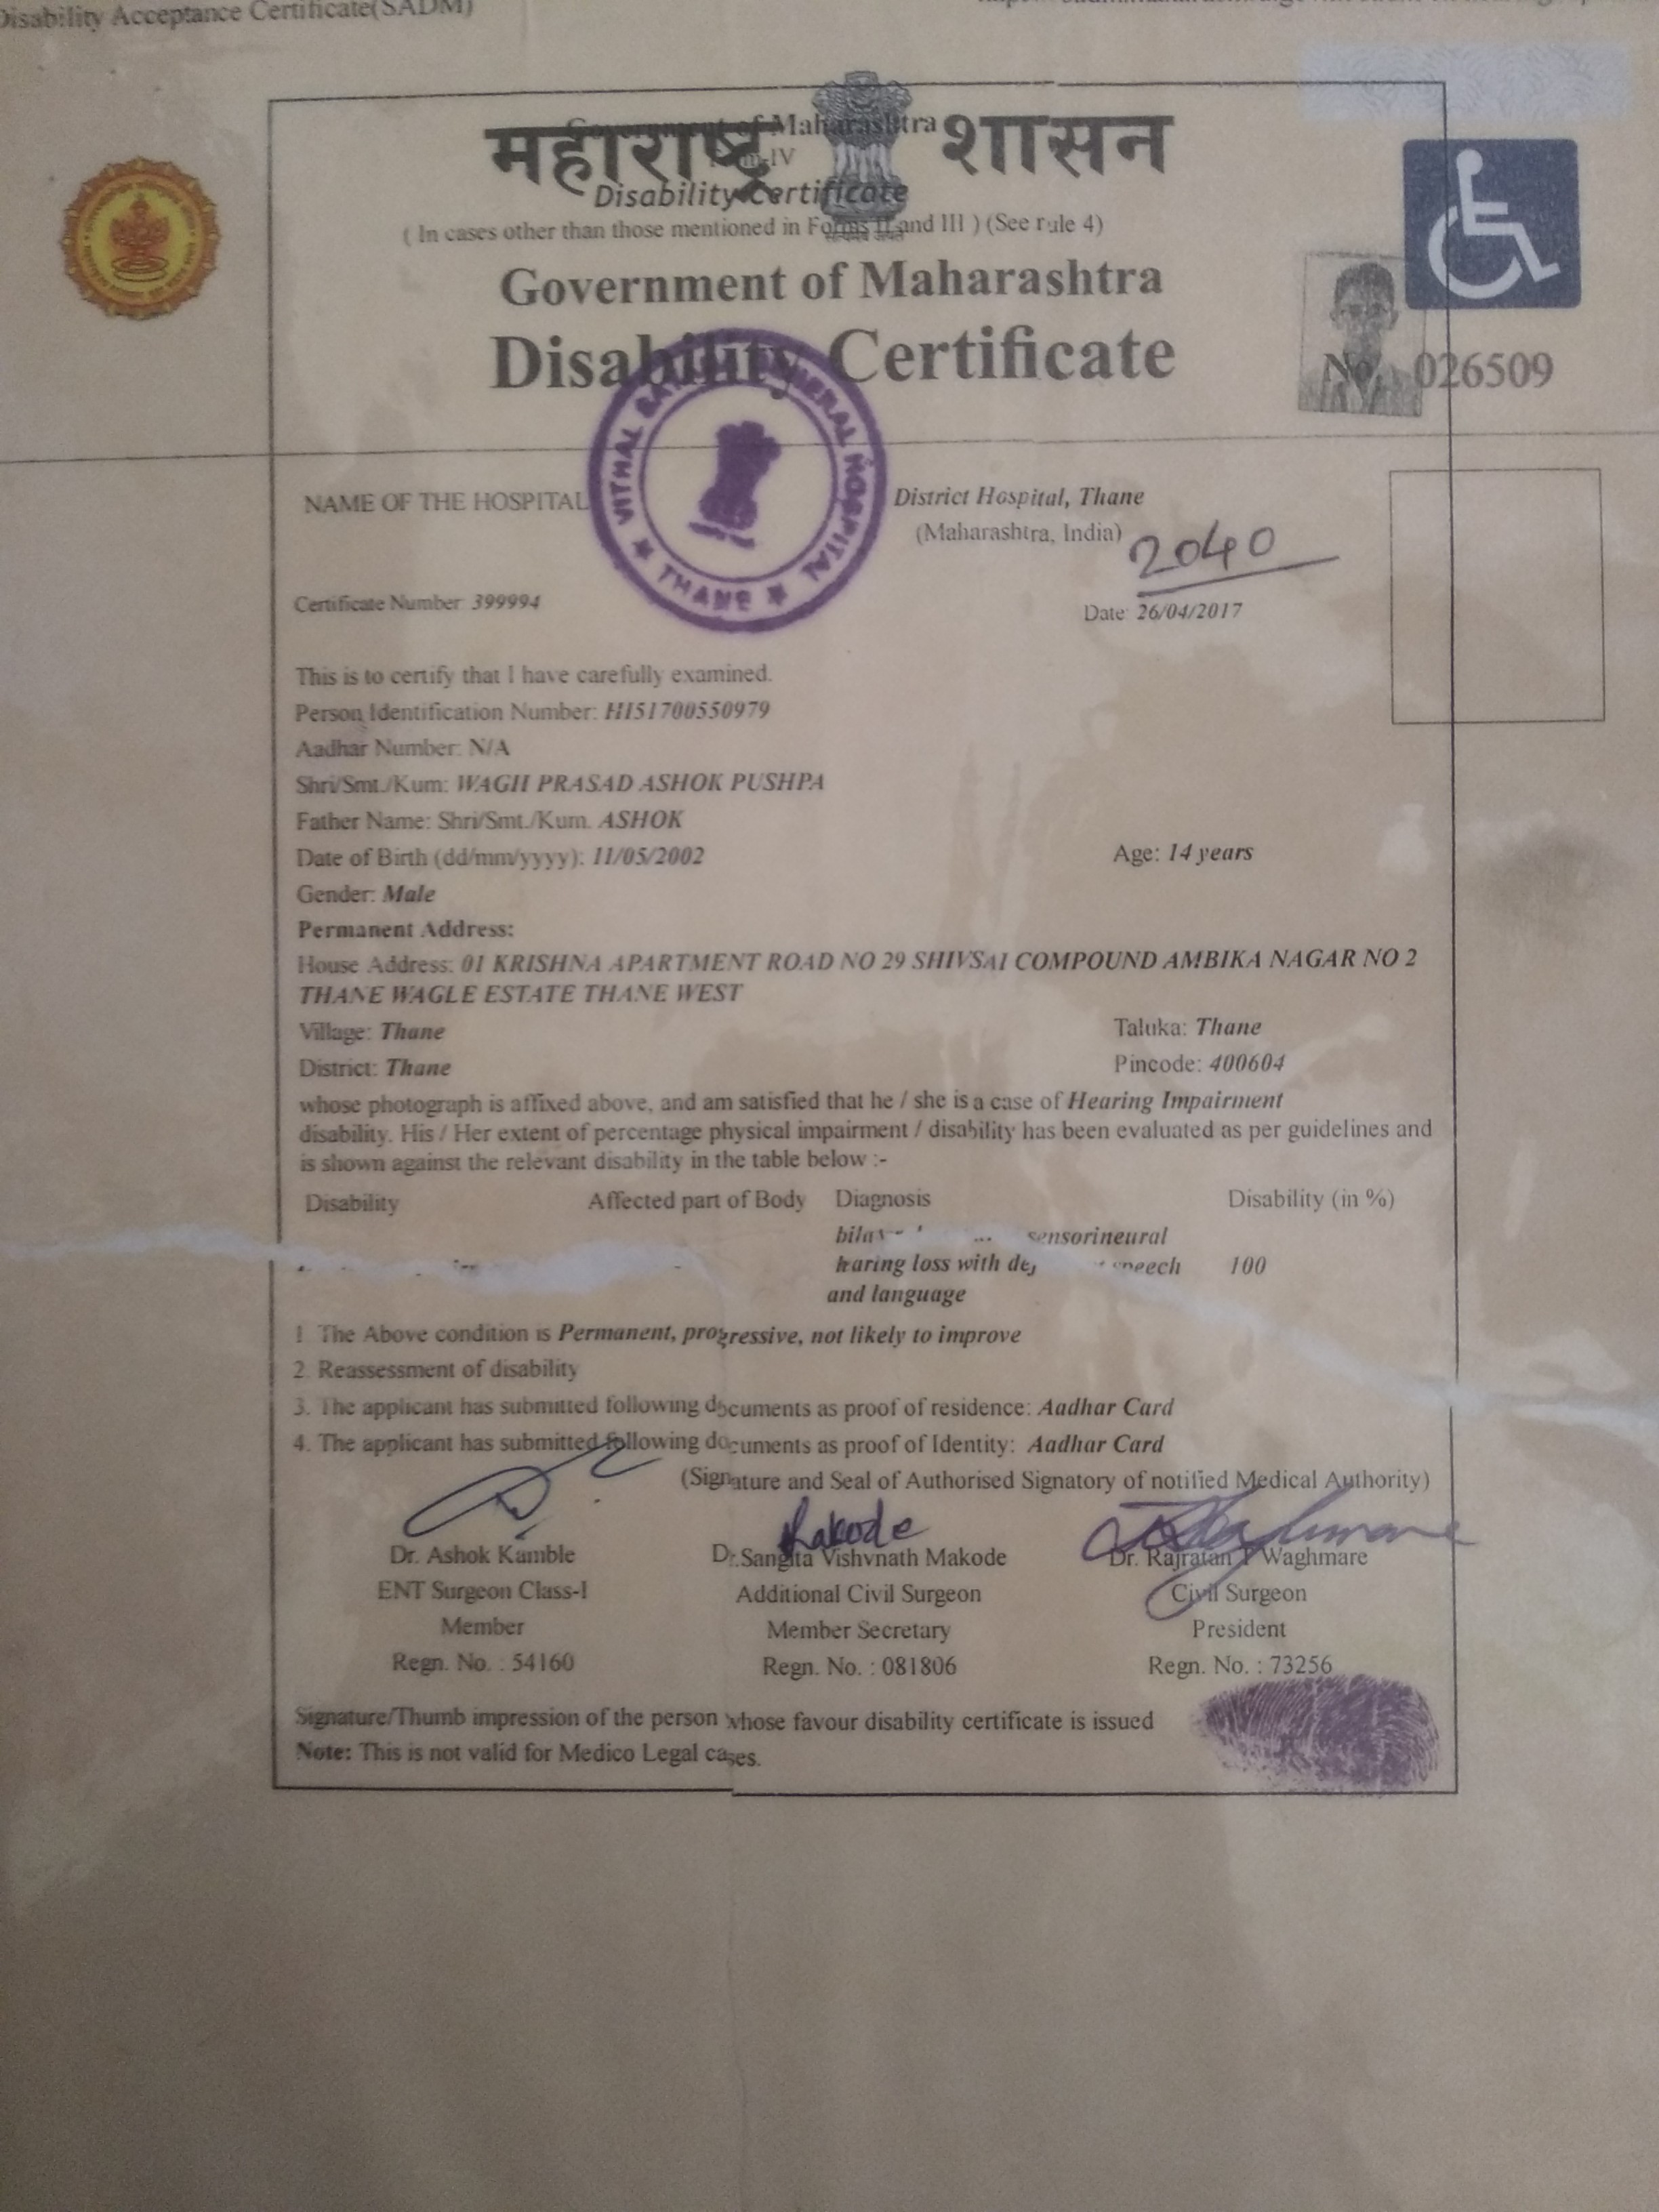 Disability Acceptance Certificate(SADM)
Government of Maharashtra
महाराष्ट्र शासन
Disability Certificate
( In cases other than those mentioned in Forms II and III ) (See rule 4)
Government of Maharashtra
Disability Certificate
No. 026509
VITHAL GENERAL HOSPITAL
★ THANE ★
NAME OF THE HOSPITAL District Hospital, Thane
(Maharashtra, India)
2040
Certificate Number: 399994 Date: 26/04/2017
This is to certify that I have carefully examined.
Person Identification Number: HI51700550979
Aadhar Number: N/A
Shri/Smt./Kum: WAGH PRASAD ASHOK PUSHPA
Father Name: Shri/Smt./Kum. ASHOK
Date of Birth (dd/mm/yyyy): 11/05/2002 Age: 14 years
Gender: Male
Permanent Address:
House Address: 01 KRISHNA APARTMENT ROAD NO 29 SHIVSAI COMPOUND AMBIKA NAGAR NO 2
THANE WAGLE ESTATE THANE WEST
Village: Thane Taluka: Thane
District: Thane Pincode: 400604
whose photograph is affixed above, and am satisfied that he / she is a case of Hearing Impairment
disability. His / Her extent of percentage physical impairment / disability has been evaluated as per guidelines and
is shown against the relevant disability in the table below :-
Disability Affected part of Body Diagnosis Disability (in %)
sensorineural
hearing loss with speech 100
and language
1. The Above condition is Permanent, progressive, not likely to improve
2. Reassessment of disability
3. The applicant has submitted following documents as proof of residence: Aadhar Card
4. The applicant has submitted following documents as proof of Identity: Aadhar Card
(Signature and Seal of Authorised Signatory of notified Medical Authority)
Dr. Ashok Kamble Dr. Sangita Vishvnath Makode Dr. Rajratan T Waghmare
ENT Surgeon Class-I Additional Civil Surgeon Civil Surgeon
Member Member Secretary President
Regn. No. : 54160 Regn. No. : 081806 Regn. No. : 73256
Signature/Thumb impression of the person whose favour disability certificate is issued
Note: This is not valid for Medico Legal cases.